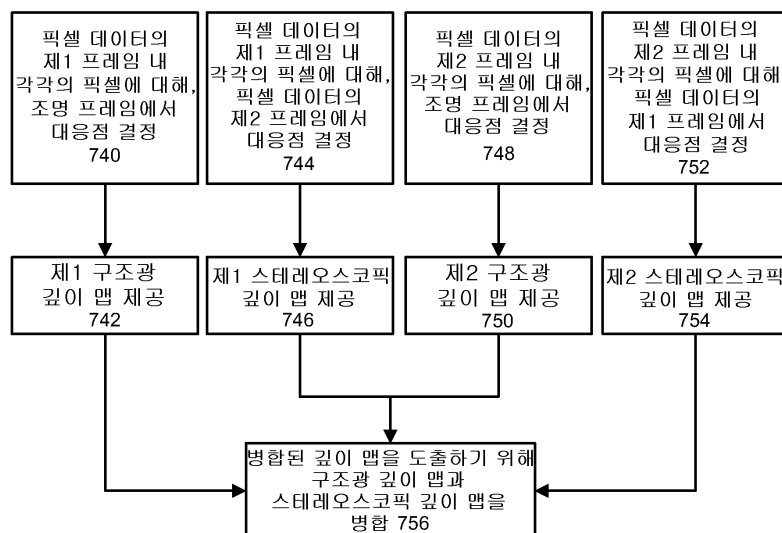 픽셀 데이터의
제1 프레임 내
각각의 픽셀에 대해,
조명 프레임에서
대응점 결정
740
픽셀 데이터의
제1 프레임 내
각각의 픽셀에 대해,
픽셀 데이터의
제2 프레임에서
대응점 결정
744
픽셀 데이터의
제2 프레임 내
각각의 픽셀에 대해,
조명 프레임에서
대응점 결정
748
픽셀 데이터의
제2 프레임 내
각각의 픽셀에 대해
픽셀 데이터의
제1 프레임에서
대응점 결정
752
제1 구조광
깊이 맵 제공
742
제1 스테레오스코픽
깊이 맵 제공
746
제2 구조광
깊이 맵 제공
750
제2 스테레오스코픽
깊이 맵 제공
754
병합된 깊이 맵을 도출하기 위해
구조광 깊이 맵과
스테레오스코픽 깊이 맵을
병합 756